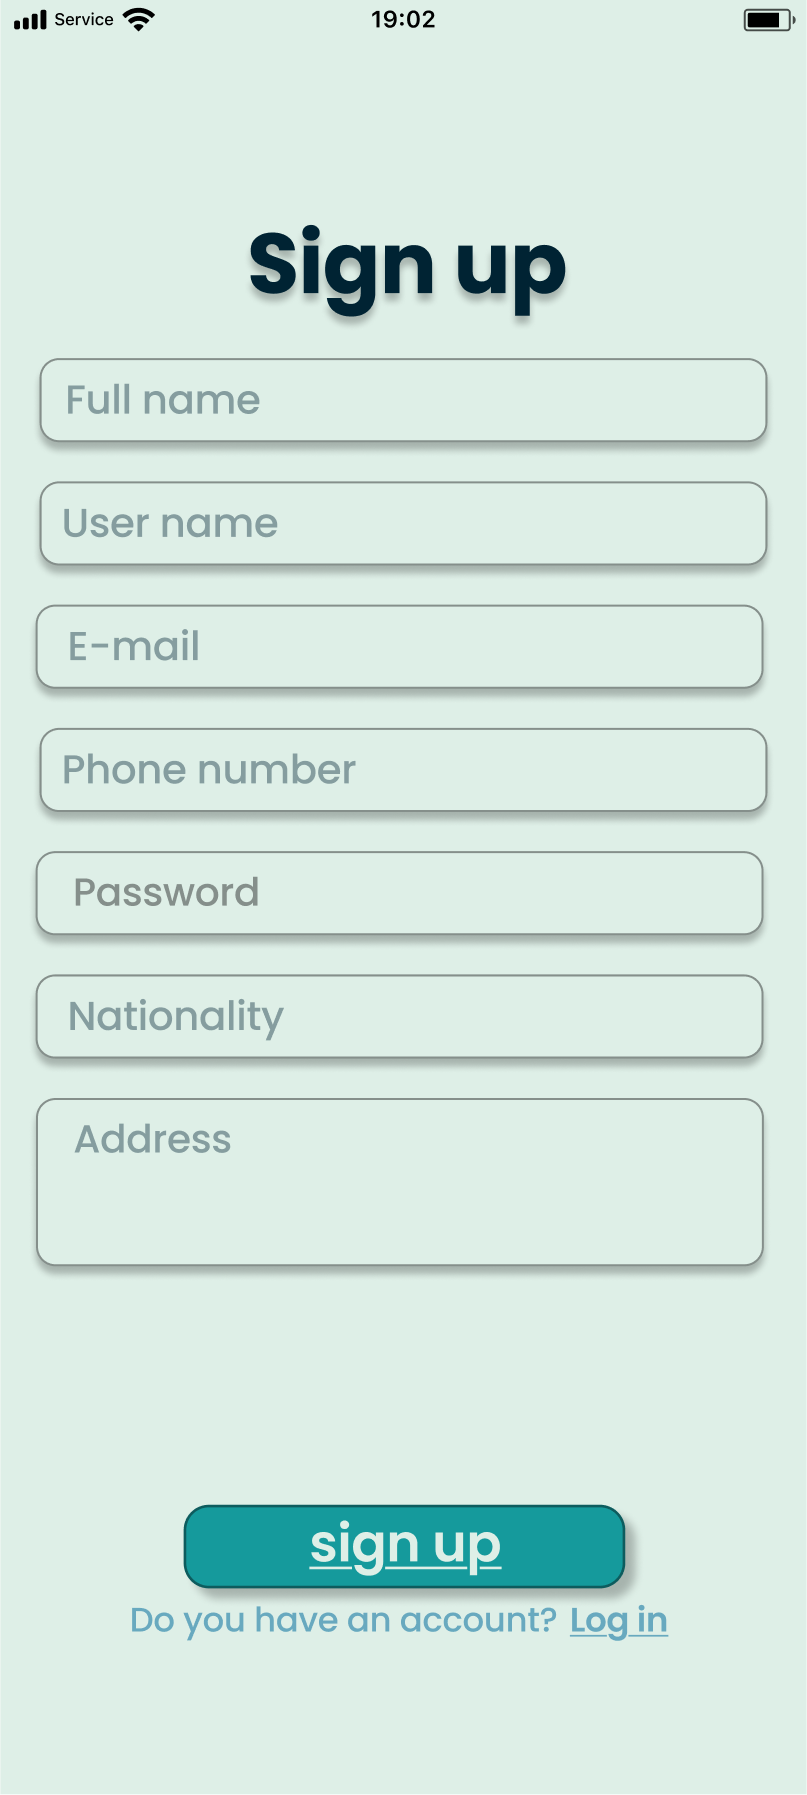 Service 19:02
Sign up
Full name
User name
E-mail
Phone number
Password
Nationality
Address
sign up
Do you have an account? Log in